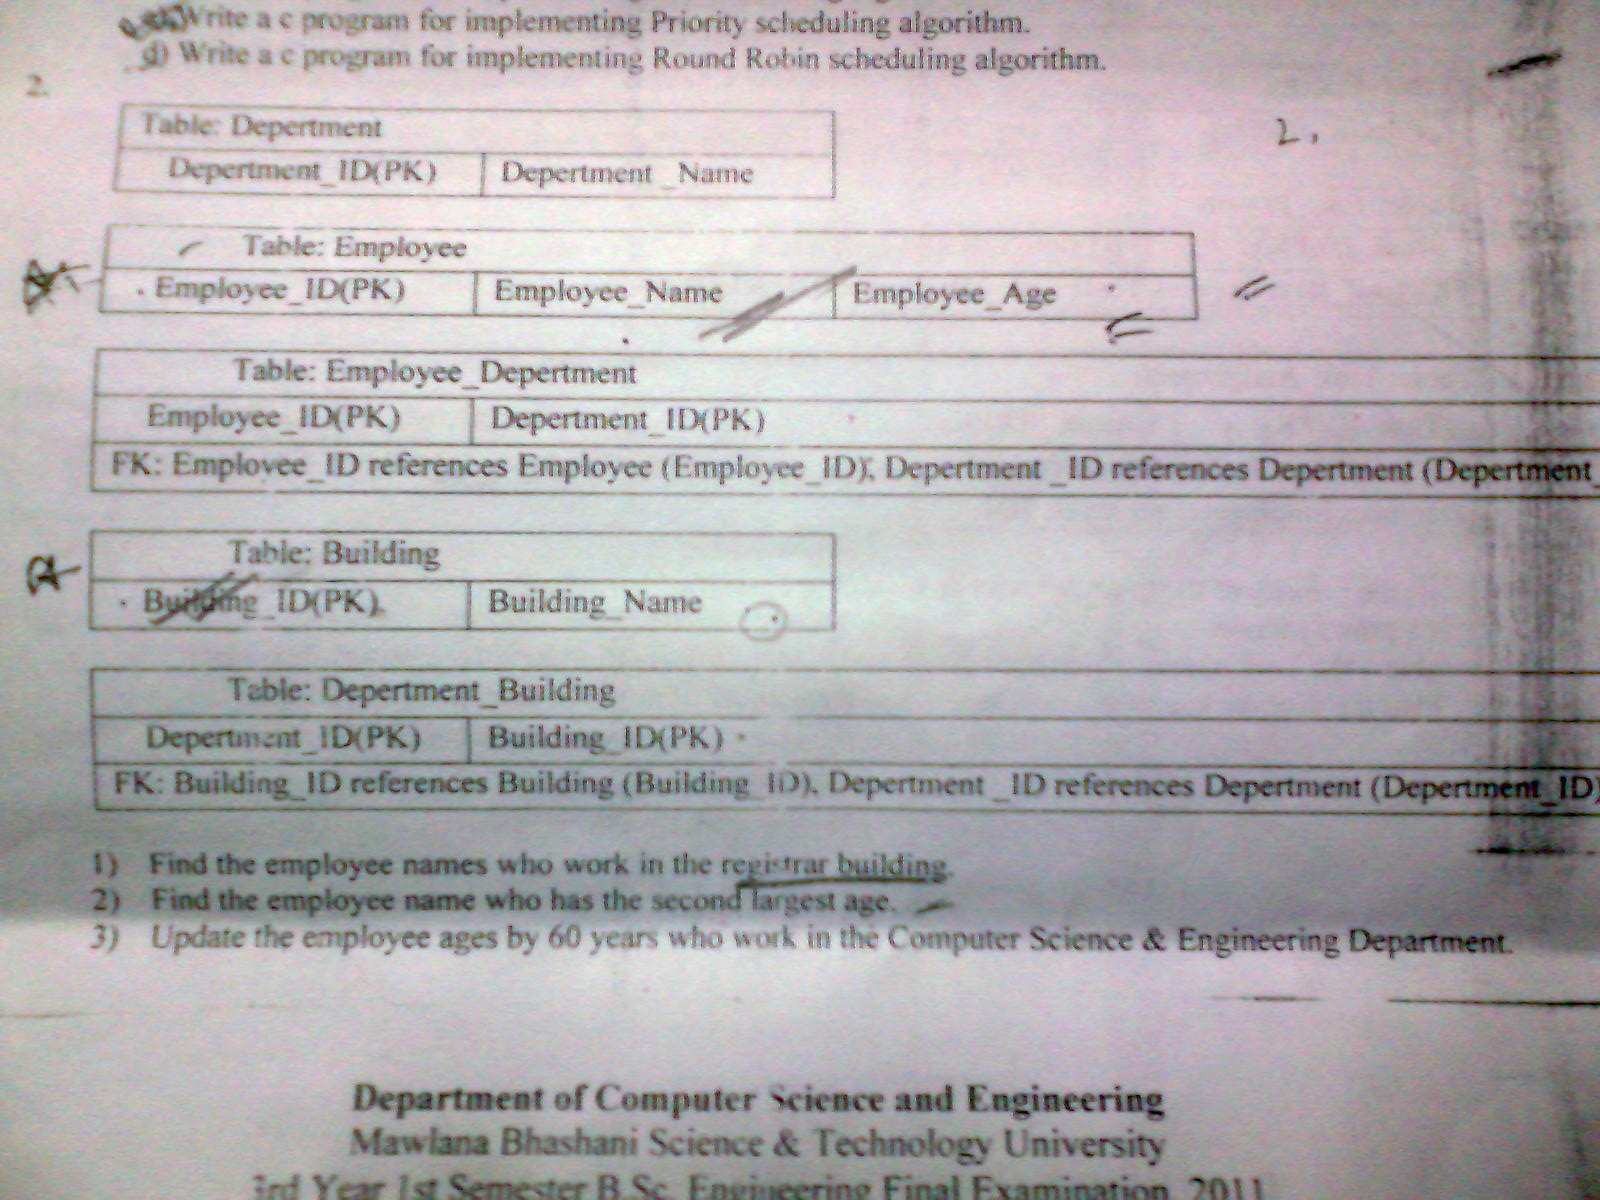 Write a c program for implementing Priority scheduling algorithm.
d) Write a c program for implementing Round Robin scheduling algorithm.
2.
2.
Table: Depertment
Depertment_ID(PK) Depertment _Name
Table: Employee
Employee_ID(PK) Employee_Name Employee_Age
Table: Employee_Depertment
Employee_ID(PK) Depertment_ID(PK)
FK: Employee_ID references Employee (Employee_ID), Depertment _ID references Depertment (Depertment_
Table: Building
Building_ID(PK) Building_Name
Table: Depertment_Building
Depertment_ID(PK) Building_ID(PK)
FK: Building_ID references Building (Building_ID), Depertment _ID references Depertment (Depertment_ID)
1) Find the employee names who work in the registrar building.
2) Find the employee name who has the second largest age.
3) Update the employee ages by 60 years who work in the Computer Science & Engineering Department.
Department of Computer Science and Engineering
Mawlana Bhashani Science & Technology University
3rd Year 1st Semester B.Sc. Engineering Final Examination, 2011